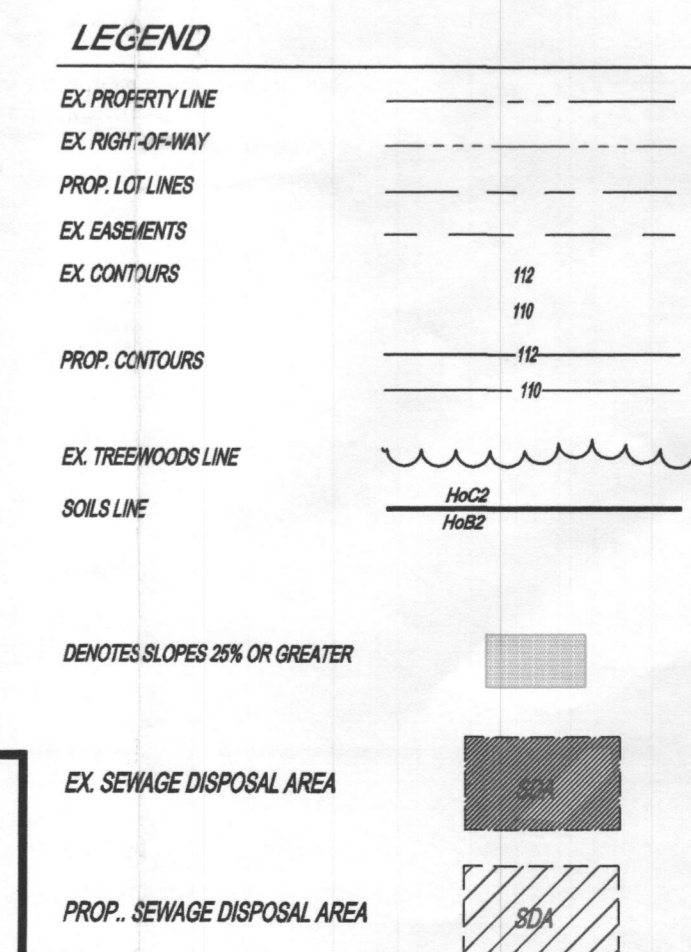 LEGEND
EX. PROPERTY LINE
EX. RIGHT-OF-WAY
PROP. LOT LINES
EX. EASEMENTS
EX. CONTOURS 112
110
PROP. CONTOURS 112
110
EX. TREE/WOODS LINE
SOILS LINE HoC2
HoB2
DENOTES SLOPES 25% OR GREATER
EX. SEWAGE DISPOSAL AREA SDA
PROP.. SEWAGE DISPOSAL AREA SDA